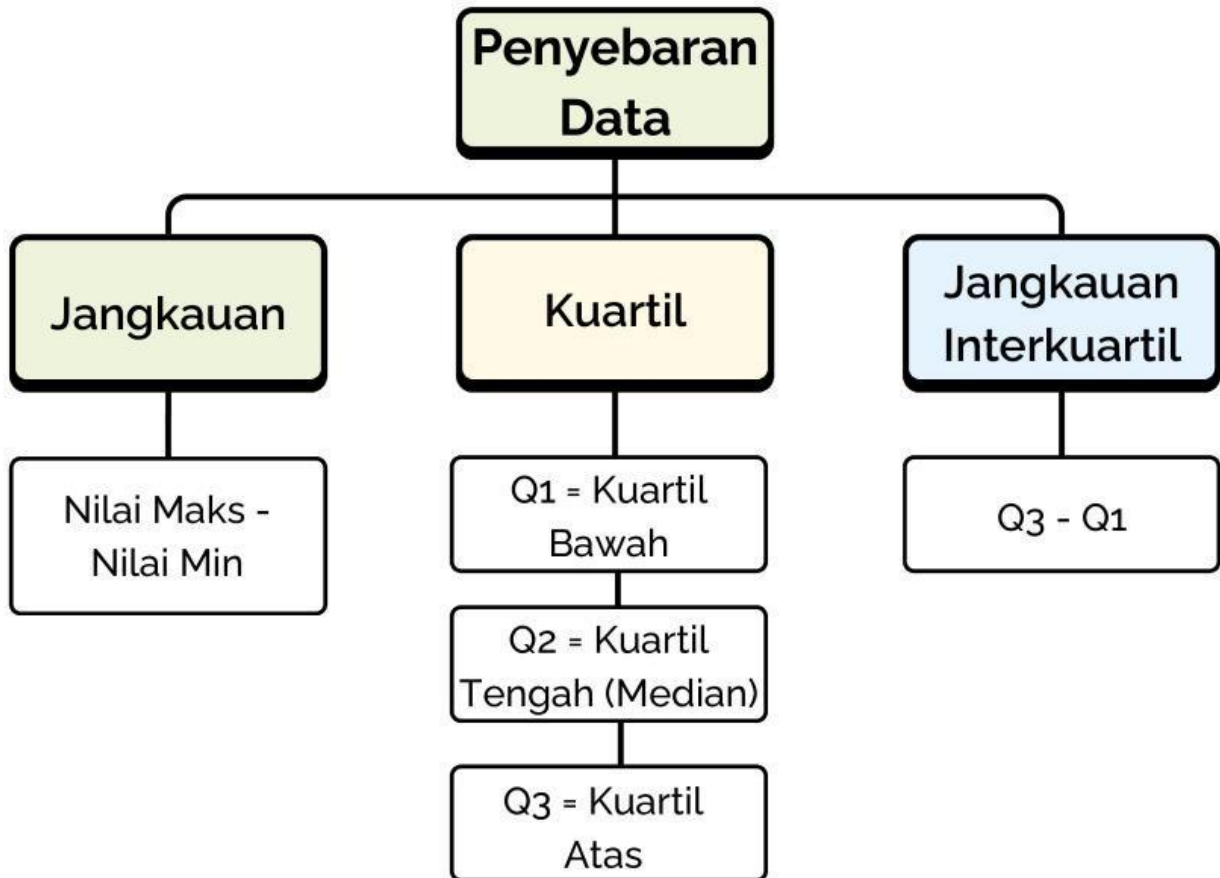 Penyebaran
Data
Jangkauan
Kuartil
Jangkauan
Interkuartil
Nilai Maks -
Nilai Min
Q1 = Kuartil
Bawah
Q2 = Kuartil
Tengah (Median)
Q3 = Kuartil
Atas
Q3 - Q1